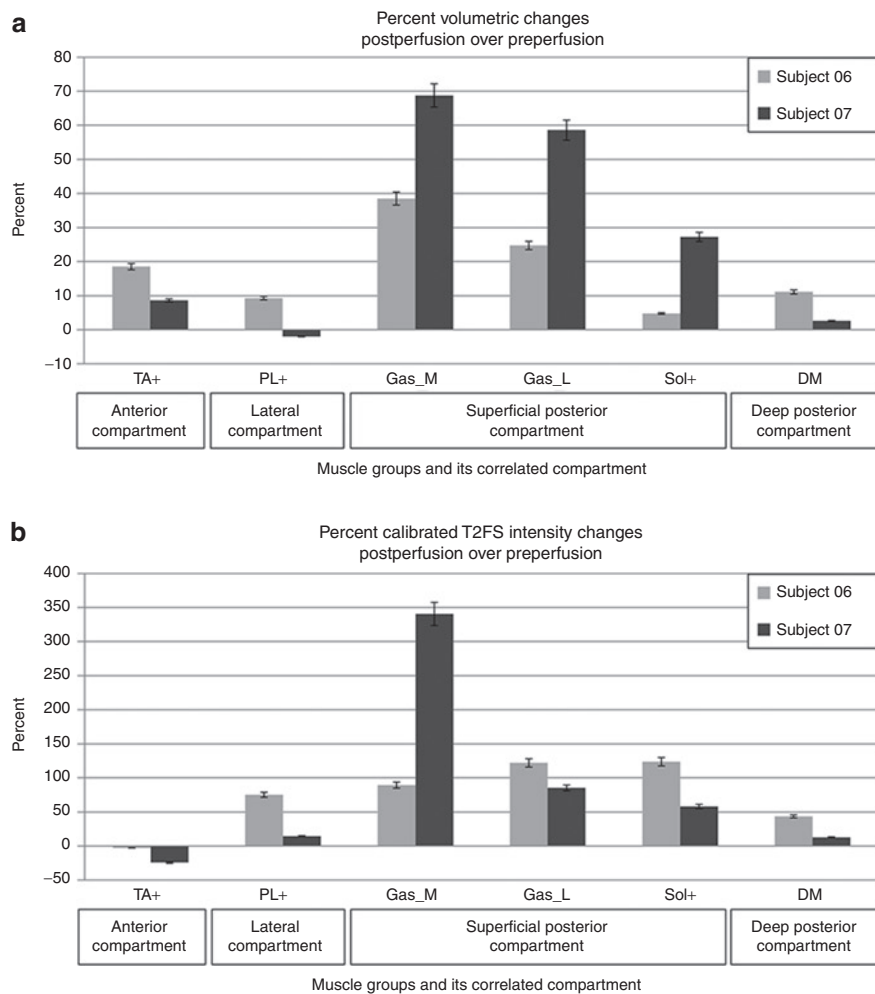 a
Percent volumetric changes
postperfusion over preperfusion
80
70
60
50
40
30
20
10
0
−10
Percent
Subject 06
Subject 07
TA+ PL+ Gas_M Gas_L Sol+ DM
Anterior
compartment
Lateral
compartment
Superficial posterior
compartment
Deep posterior
compartment
Muscle groups and its correlated compartment
b
Percent calibrated T2FS intensity changes
postperfusion over preperfusion
400
350
300
250
200
150
100
50
0
−50
Percent
Subject 06
Subject 07
TA+ PL+ Gas_M Gas_L Sol+ DM
Anterior
compartment
Lateral
compartment
Superficial posterior
compartment
Deep posterior
compartment
Muscle groups and its correlated compartment